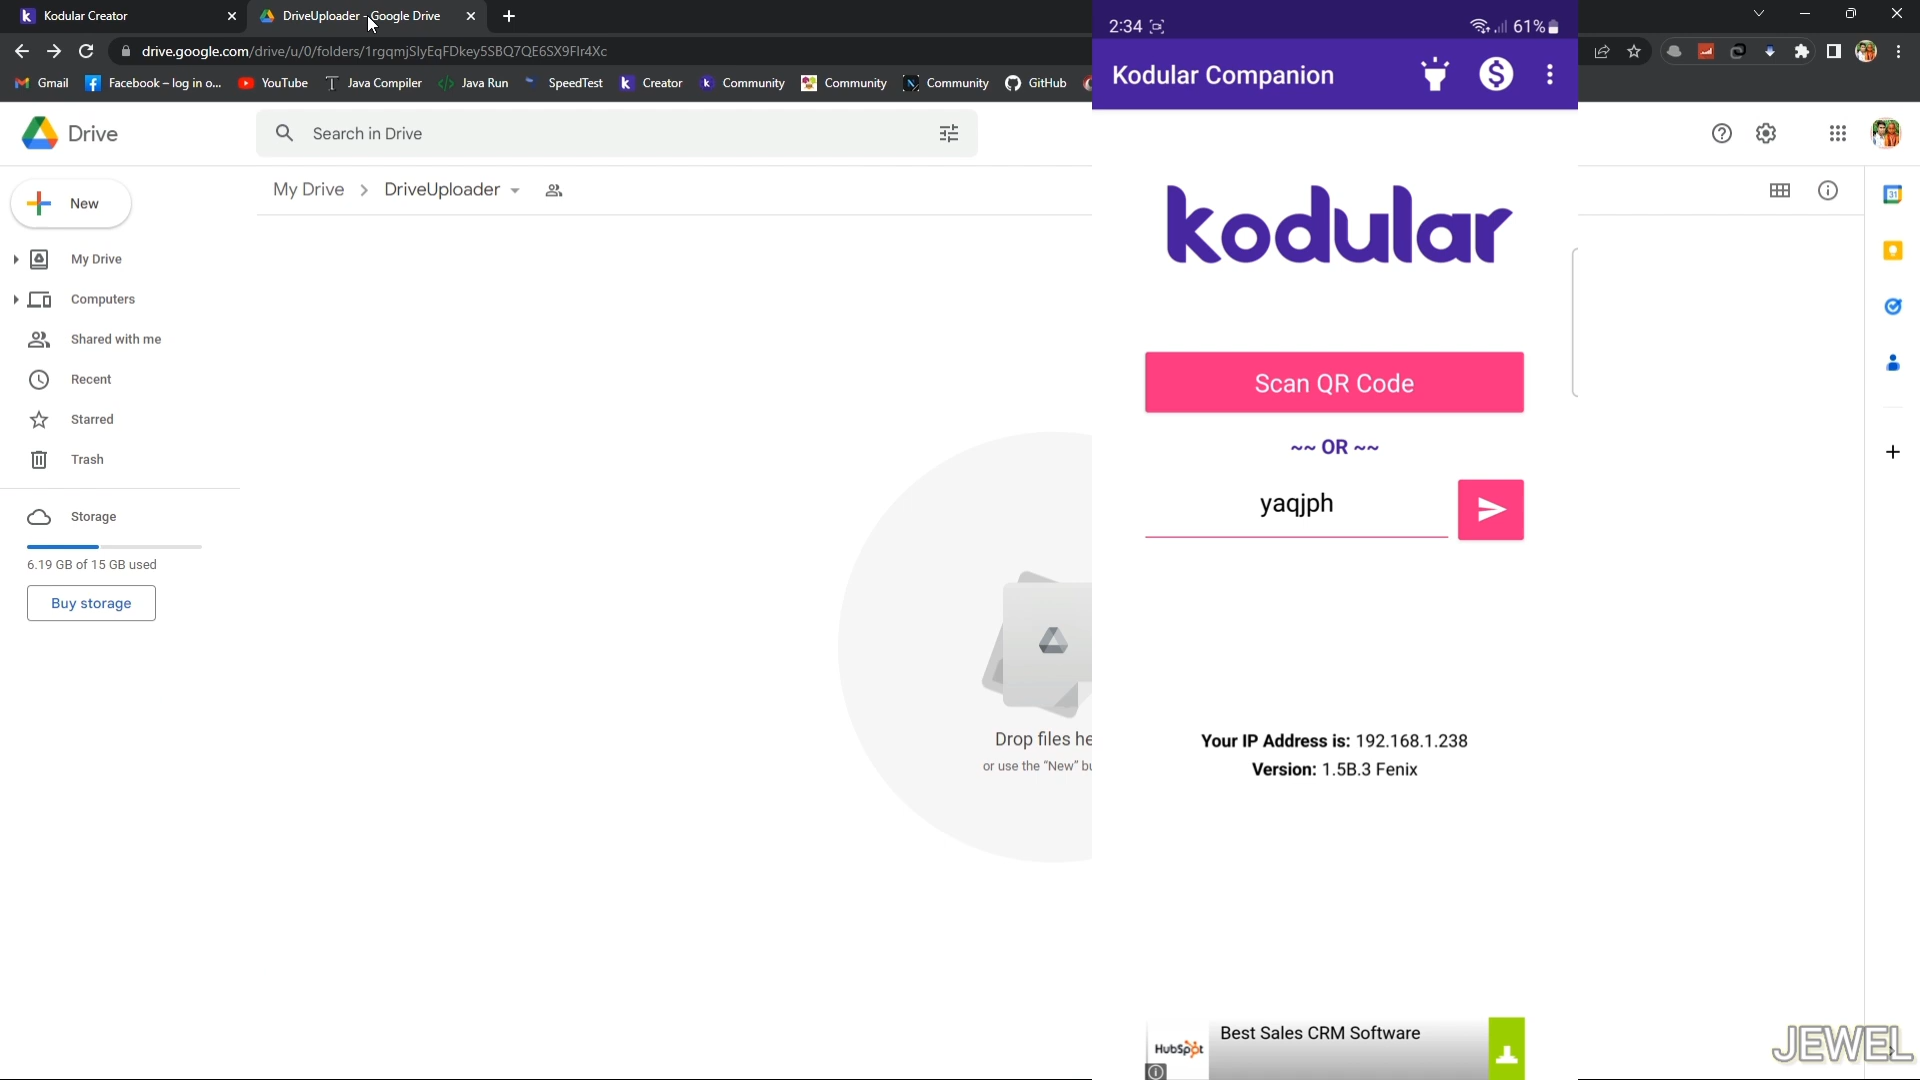 Kodular Creator
DriveUploader - Google Drive
drive.google.com/drive/u/0/folders/1rgqmjSlyEqFDkey5SBQ7QE6SX9Flr4Xc
Gmail
Facebook – log in o...
YouTube
Java Compiler
Java Run
SpeedTest
Creator
Community
Community
Community
GitHub
Drive
Search in Drive
My Drive
DriveUploader
New
My Drive
Computers
Shared with me
Recent
Starred
Trash
Storage
6.19 GB of 15 GB used
Buy storage
Drop files he
or use the “New” bu
2:34
61%
Kodular Companion
kodular
Scan QR Code
~~ OR ~~
yaqjph
Your IP Address is: 192.168.1.238
Version: 1.5B.3 Fenix
HubSpot
Best Sales CRM Software
31
JEWEL